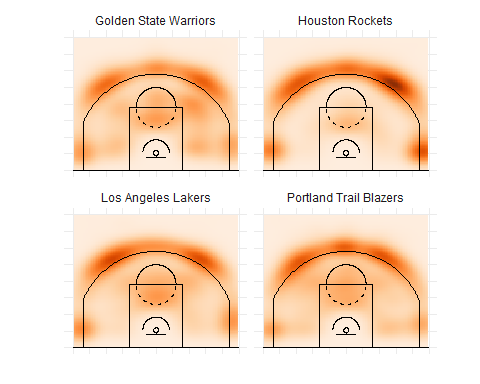 Golden State Warriors
Houston Rockets
Los Angeles Lakers
Portland Trail Blazers